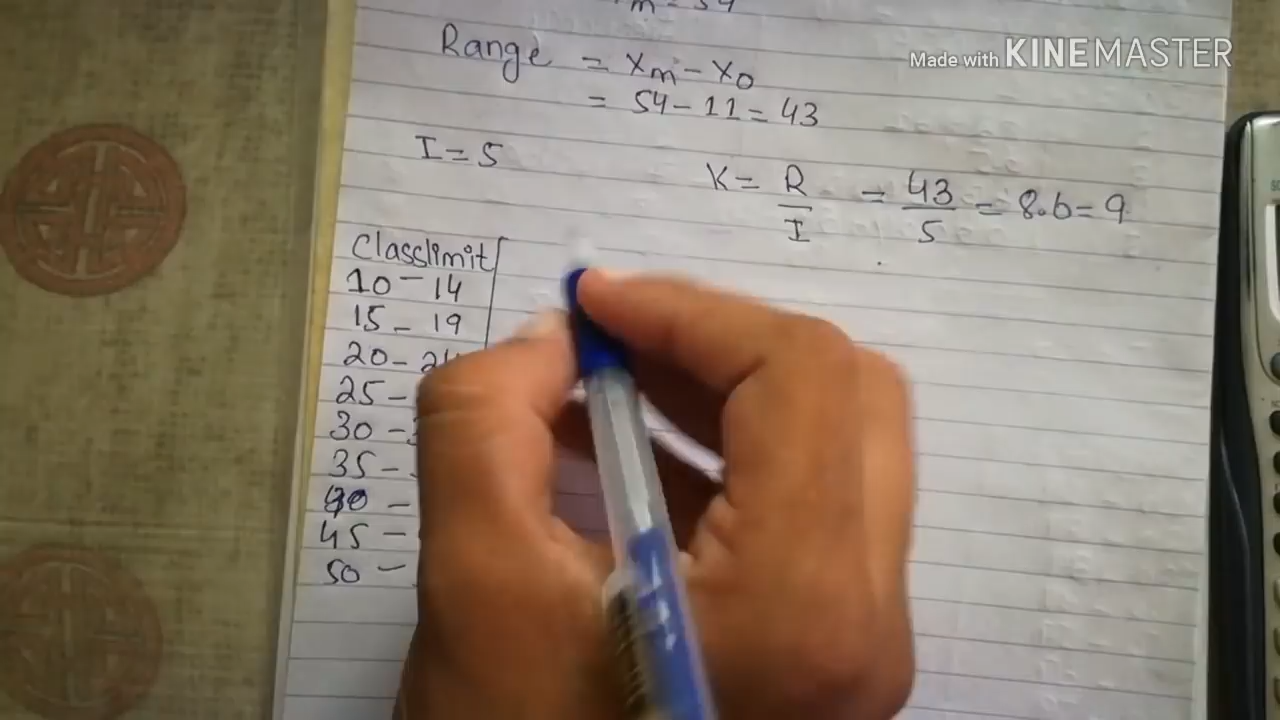 m = 54
Made with KINEMASTER
Range = Xm - X0
= 54 - 11 = 43
I = 5
K = R/I = 43/5 = 8.6 = 9
Classlimit
10 - 14
15 - 19
20 -
25 -
30 -
35 -
40 -
45 -
50 -